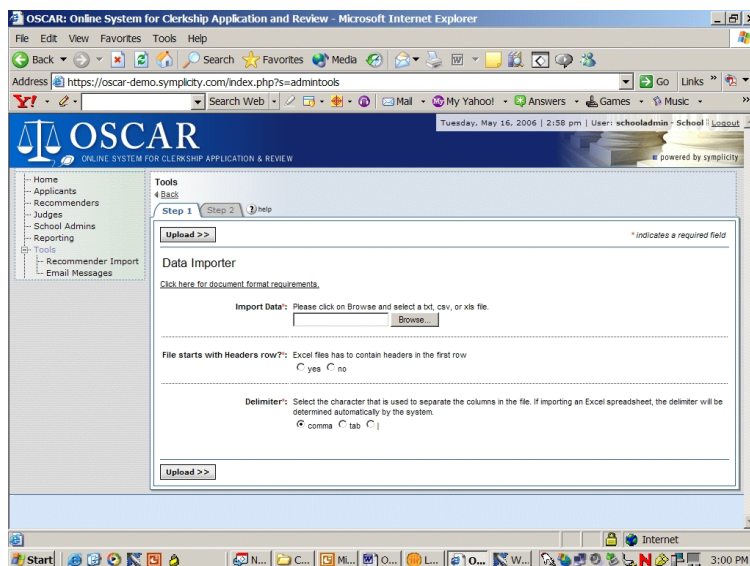 OSCAR: Online System for Clerkship Application and Review - Microsoft Internet Explorer
File Edit View Favorites Tools Help
Back Search Favorites Media
Address https://oscar-demo.symplicity.com/index.php?s=admintools Go Links »
Y! Search Web Mail My Yahoo! Answers Games Music »
Tuesday, May 16, 2006 | 2:58 pm | User: schooladmin - School Logout
OSCAR
ONLINE SYSTEM FOR CLERKSHIP APPLICATION & REVIEW
powered by symplicity
Home
Applicants
Recommenders
Judges
School Admins
Reporting
Tools
Recommender Import
Email Messages
Tools
Back
Step 1 Step 2 ? help
Upload >> * indicates a required field
Data Importer
Click here for document format requirements.
Import Data*: Please click on Browse and select a txt, csv, or xls file.
Browse...
File starts with Headers row?*: Excel files has to contain headers in the first row
yes no
Delimiter*: Select the character that is used to separate the columns in the file. If importing an Excel spreadsheet, the delimiter will be
determined automatically by the system.
comma tab |
Upload >>
Internet
Start N... C... Mi... O... L... O... W... 3:00 PM